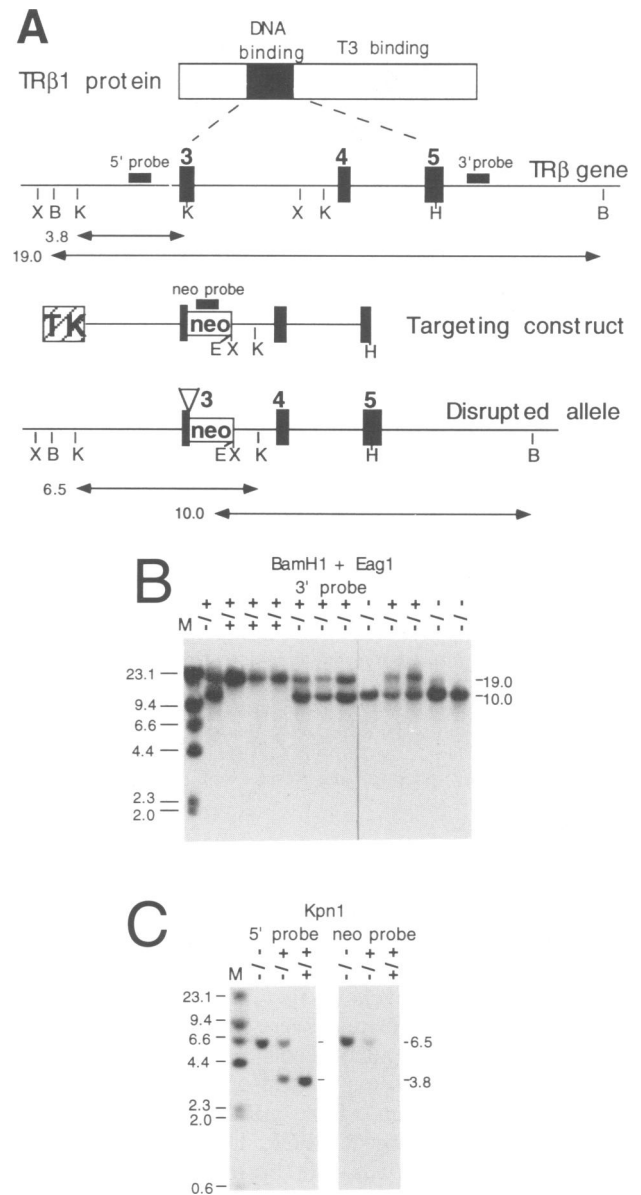 A
DNA
binding
T3 binding
TRβ1 protein
5' probe
3
4
5
3'probe
TRβ gene
X B K K X K H B
3.8
19.0
neo probe
TK
neo
Targeting construct
E X K H
3
4
5
Disrupted allele
neo
X B K E X K H B
6.5
10.0
B
BamH1 + Eag1
3' probe
M +/- +/+ +/+ +/+ +/- +/- +/- -/- +/- +/- -/- -/-
23.1
9.4
6.6
4.4
2.3
2.0
19.0
10.0
C
Kpn1
5' probe neo probe
M -/- +/- +/+ -/- +/- +/+
23.1
9.4
6.6
4.4
2.3
2.0
0.6
6.5
3.8